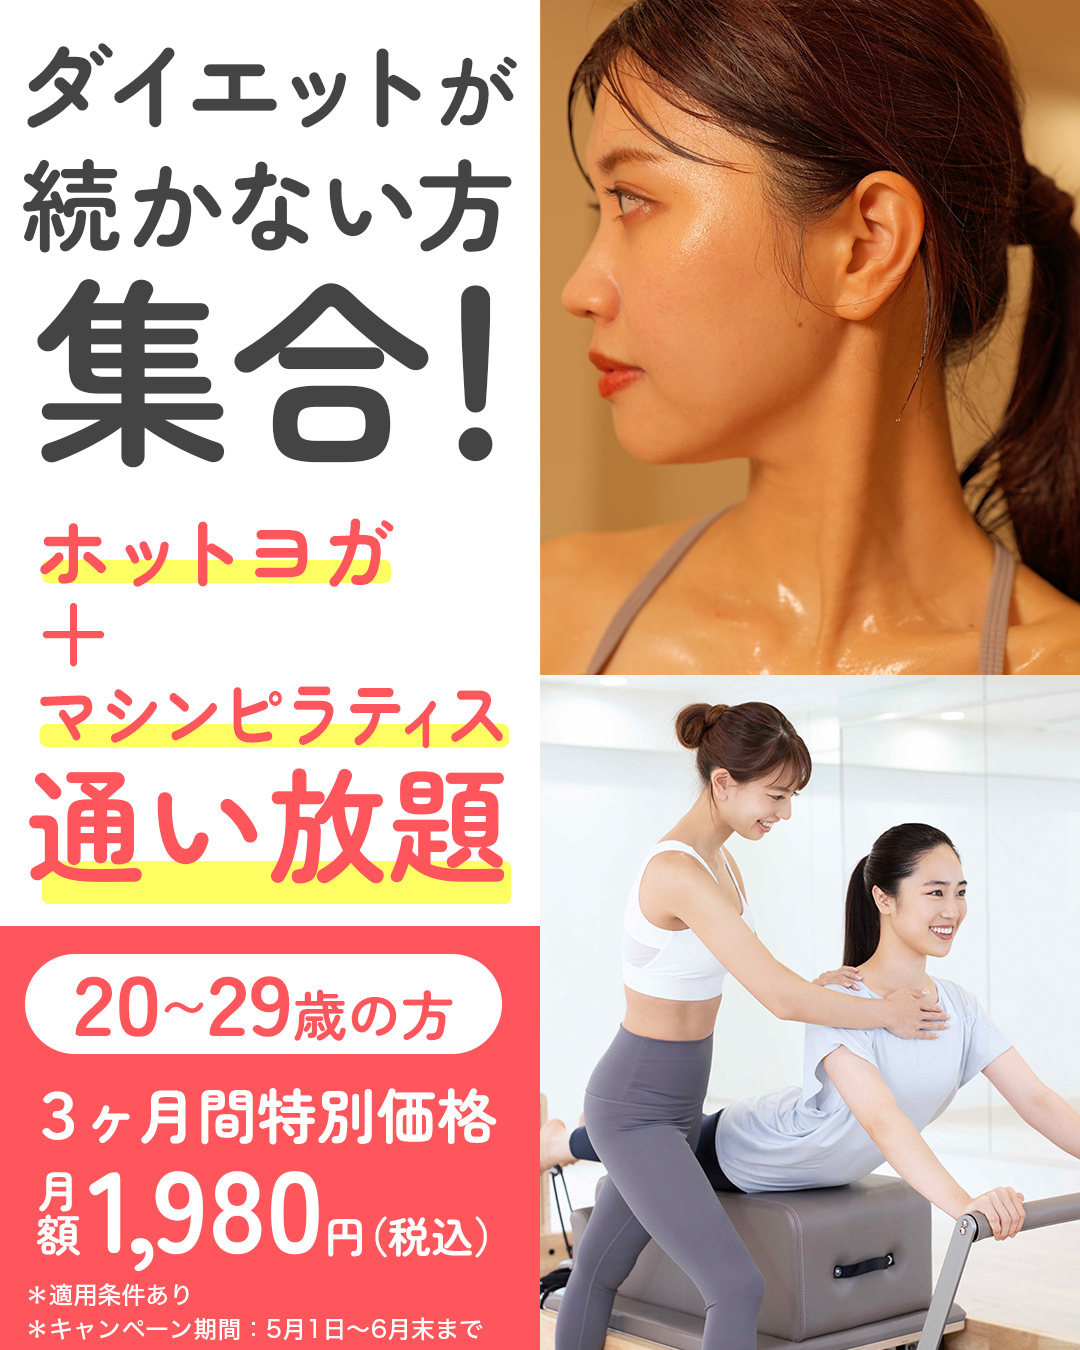 ダイエットが
続かない方
集合!
ホットヨガ
＋
マシンピラティス
通い放題
20〜29歳の方
３ヶ月間特別価格
月額1,980円(税込)
＊適用条件あり
＊キャンペーン期間：5月1日〜6月末まで